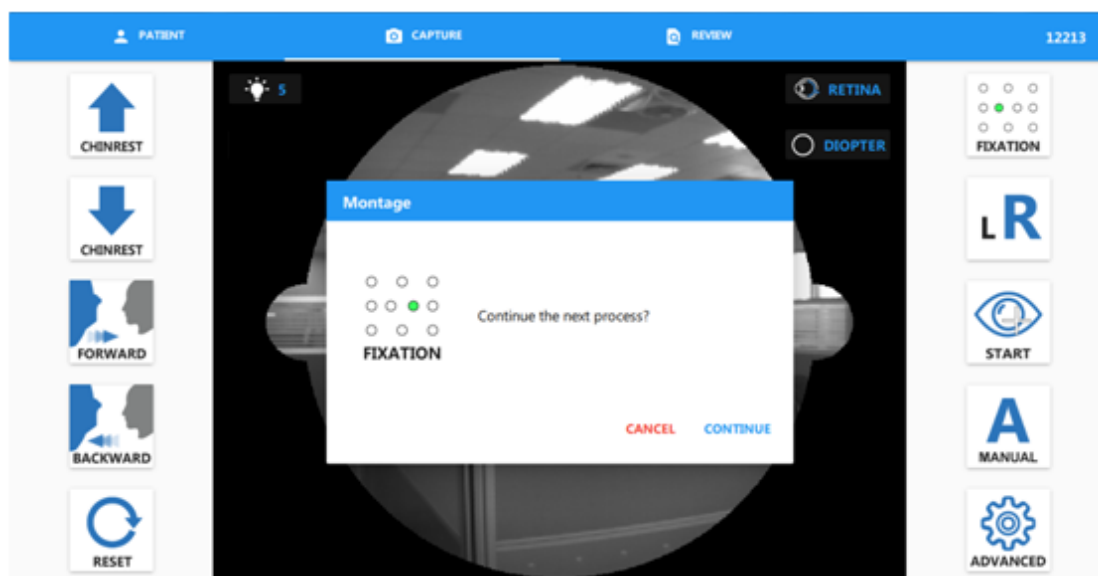 PATIENT
CAPTURE
REVIEW
12213
CHINREST
CHINREST
FORWARD
BACKWARD
RESET
5
RETINA
DIOPTER
Montage
FIXATION
Continue the next process?
CANCEL CONTINUE
FIXATION
L R
START
A
MANUAL
ADVANCED